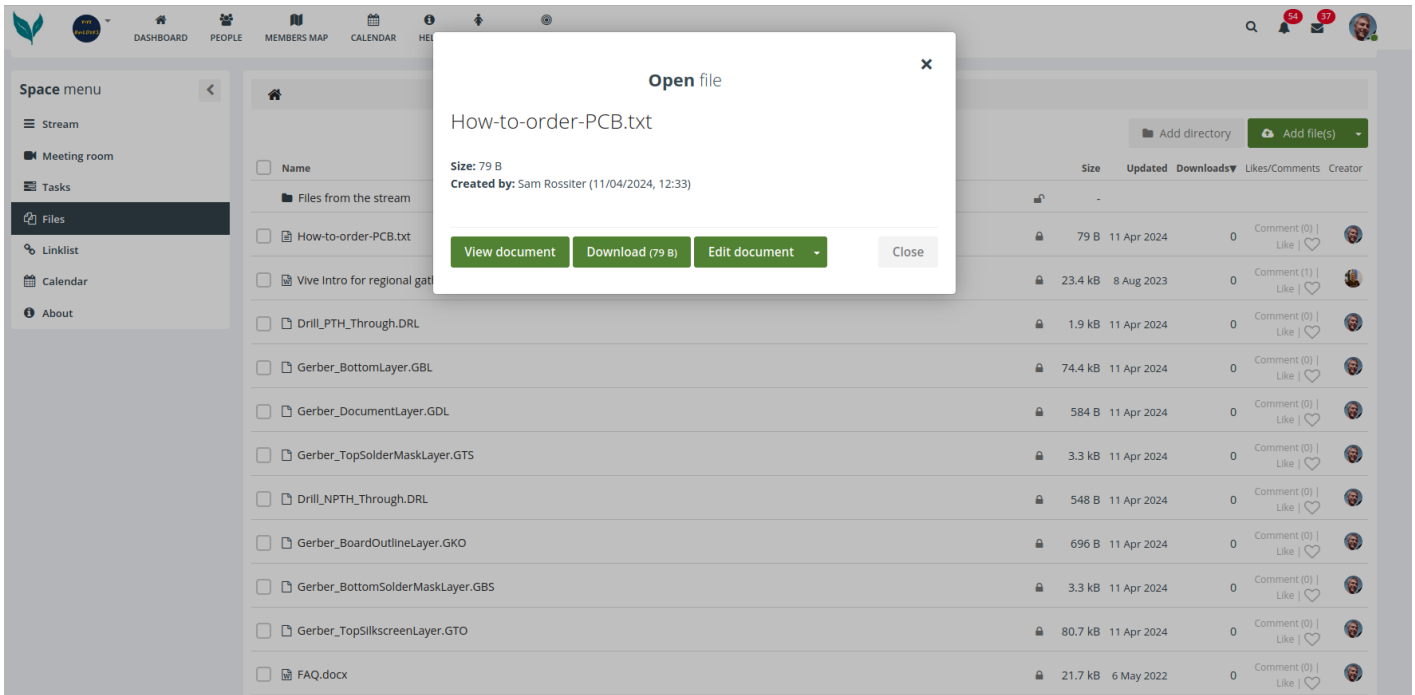 VIVE
BUILDERS
DASHBOARD
PEOPLE
MEMBERS MAP
CALENDAR
HEL
54
37
Space menu
Stream
Meeting room
Tasks
Files
Linklist
Calendar
About
Open file
How-to-order-PCB.txt
Size: 79 B
Created by: Sam Rossiter (11/04/2024, 12:33)
View document Download (79 B) Edit document Close
Add directory Add file(s)
Name Size Updated Downloads▼ Likes/Comments Creator
Files from the stream -
How-to-order-PCB.txt 79 B 11 Apr 2024 0 Comment (0) |
Like |
Vive Intro for regional gat 23.4 kB 8 Aug 2023 0 Comment (1) |
Like |
Drill_PTH_Through.DRL 1.9 kB 11 Apr 2024 0 Comment (0) |
Like |
Gerber_BottomLayer.GBL 74.4 kB 11 Apr 2024 0 Comment (0) |
Like |
Gerber_DocumentLayer.GDL 584 B 11 Apr 2024 0 Comment (0) |
Like |
Gerber_TopSolderMaskLayer.GTS 3.3 kB 11 Apr 2024 0 Comment (0) |
Like |
Drill_NPTH_Through.DRL 548 B 11 Apr 2024 0 Comment (0) |
Like |
Gerber_BoardOutlineLayer.GKO 696 B 11 Apr 2024 0 Comment (0) |
Like |
Gerber_BottomSolderMaskLayer.GBS 3.3 kB 11 Apr 2024 0 Comment (0) |
Like |
Gerber_TopSilkscreenLayer.GTO 80.7 kB 11 Apr 2024 0 Comment (0) |
Like |
FAQ.docx 21.7 kB 6 May 2022 0 Comment (0) |
Like |